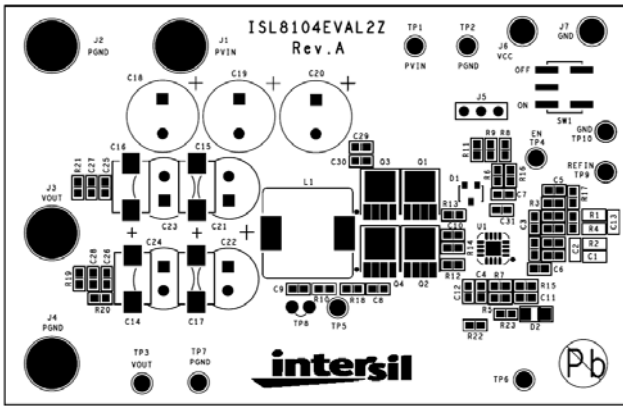 ISL8104EVAL2Z
Rev.A
J2
PGND
J1
PVIN
TP1
PVIN
TP2
PGND
J6
VCC
J7
GND
C18
C19
C20
OFF
ON
SW1
J5
GND
TP10
EN
TP4
REFIN
TP9
C16
C15
C29
C30
Q3
Q1
R11
R9
R8
R6
R16
D1
C7
C31
R21
C27
C25
L1
R13
C5
R17
R3
C3
R1
R4
C13
J3
VOUT
C23
C21
C10
R14
U1
C2
R2
C1
C6
C24
C22
R12
R19
C28
C26
R20
C14
C17
Q4
Q2
C9
R10
R18
C8
C12
C4
R7
R15
C11
TP8
TP5
R5
R23
D2
R22
J4
PGND
TP3
VOUT
TP7
PGND
intersil
TP6
Pb